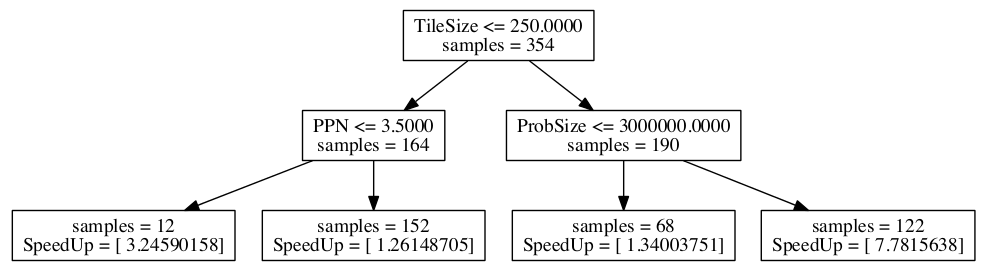 TileSize <= 250.0000
samples = 354
PPN <= 3.5000
samples = 164
ProbSize <= 3000000.0000
samples = 190
samples = 12
SpeedUp = [ 3.24590158]
samples = 152
SpeedUp = [ 1.26148705]
samples = 68
SpeedUp = [ 1.34003751]
samples = 122
SpeedUp = [ 7.7815638]